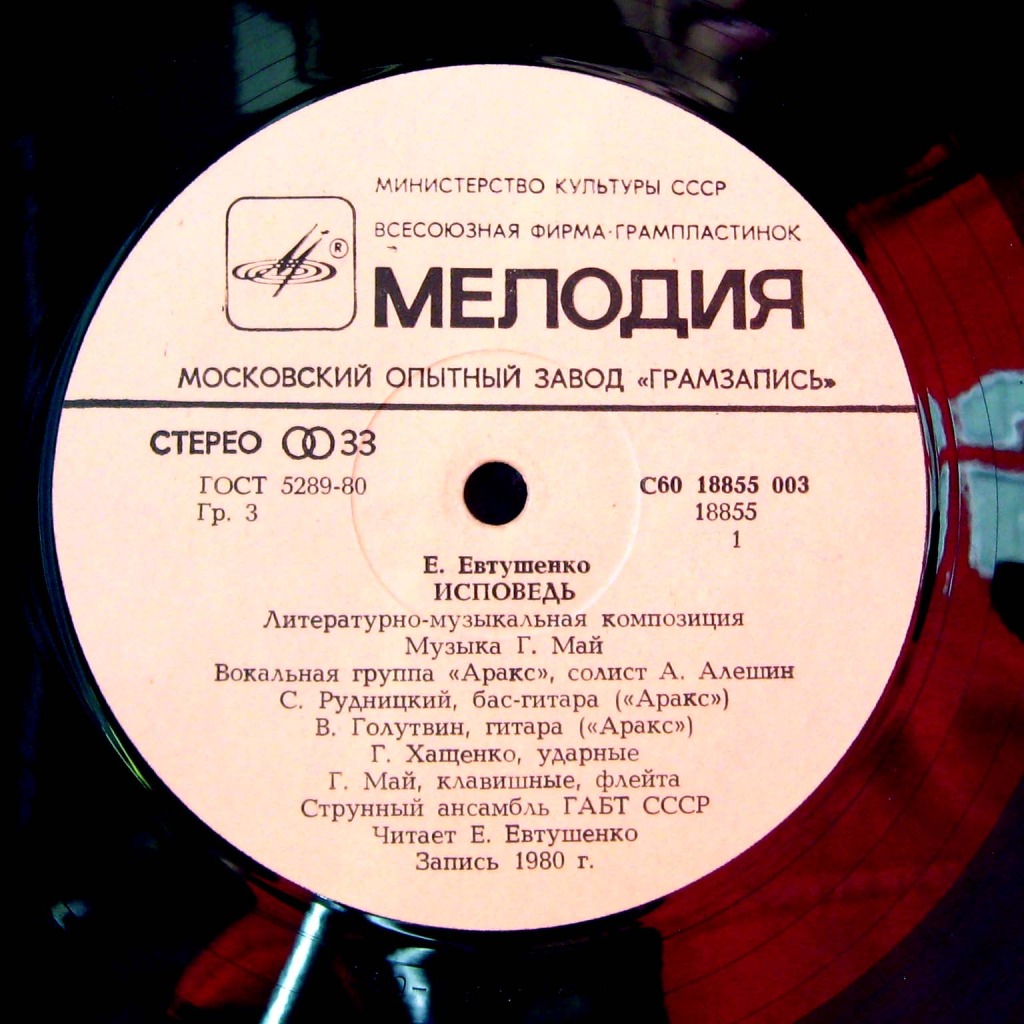 МИНИСТЕРСТВО КУЛЬТУРЫ СССР
ВСЕСОЮЗНАЯ ФИРМА·ГРАМПЛАСТИНОК
®
МЕЛОДИЯ
МОСКОВСКИЙ ОПЫТНЫЙ ЗАВОД «ГРАМЗАПИСЬ»
СТЕРЕО 33
ГОСТ 5289-80 С60 18855 003
Гр. 3 18855
1
Е. Евтушенко
ИСПОВЕДЬ
Литературно-музыкальная композиция
Музыка Г. Май
Вокальная группа «Аракс», солист А. Алешин
С. Рудницкий, бас-гитара («Аракс»)
В. Голутвин, гитара («Аракс»)
Г. Хащенко, ударные
Г. Май, клавишные, флейта
Струнный ансамбль ГАБТ СССР
Читает Е. Евтушенко
Запись 1980 г.